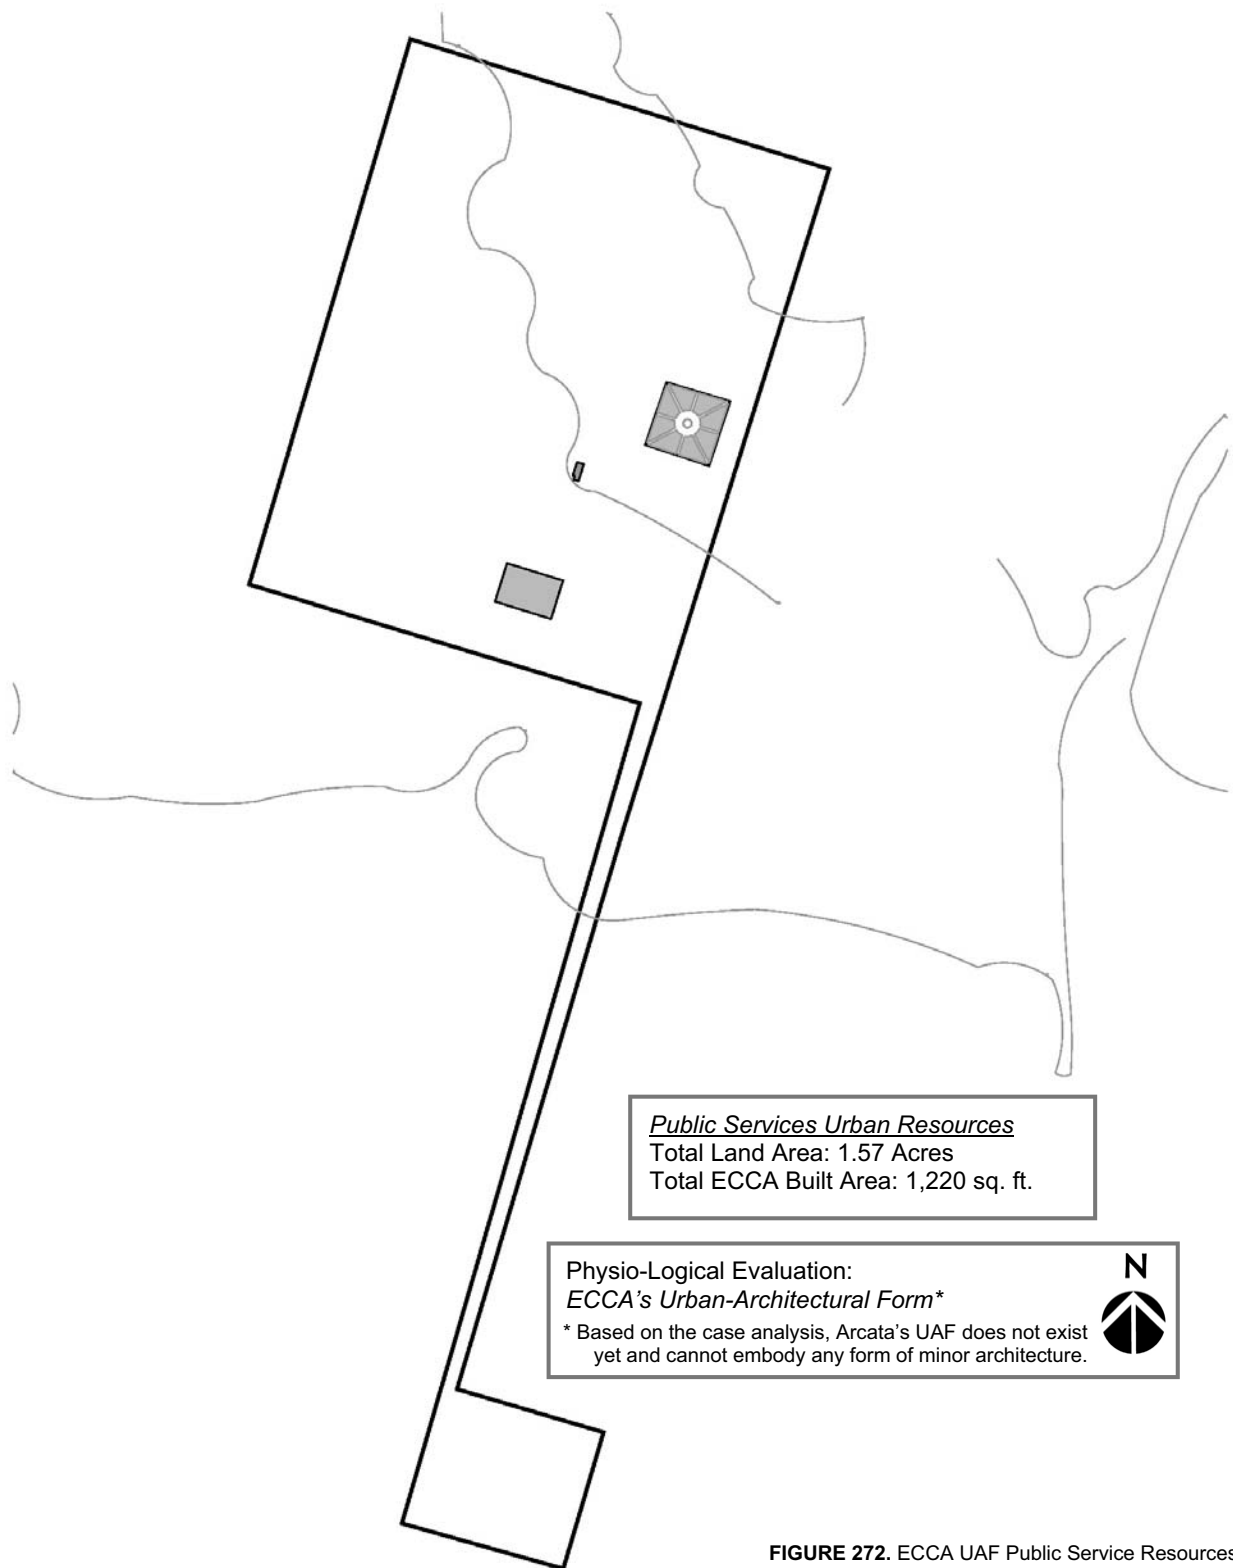 Public Services Urban Resources
Total Land Area: 1.57 Acres
Total ECCA Built Area: 1,220 sq. ft.
Physio-Logical Evaluation:
ECCA's Urban-Architectural Form*
* Based on the case analysis, Arcata's UAF does not exist
yet and cannot embody any form of minor architecture.
N
FIGURE 272. ECCA UAF Public Service Resources